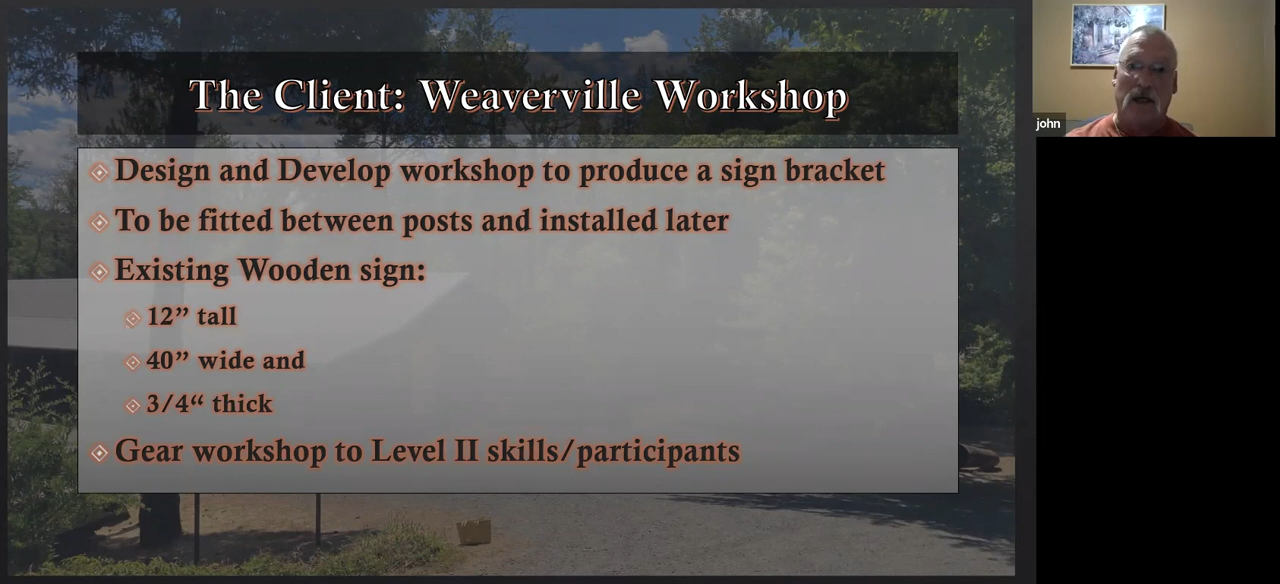 The Client: Weaverville Workshop
Design and Develop workshop to produce a sign bracket
To be fitted between posts and installed later
Existing Wooden sign:
12” tall
40” wide and
3/4“ thick
Gear workshop to Level II skills/participants
john